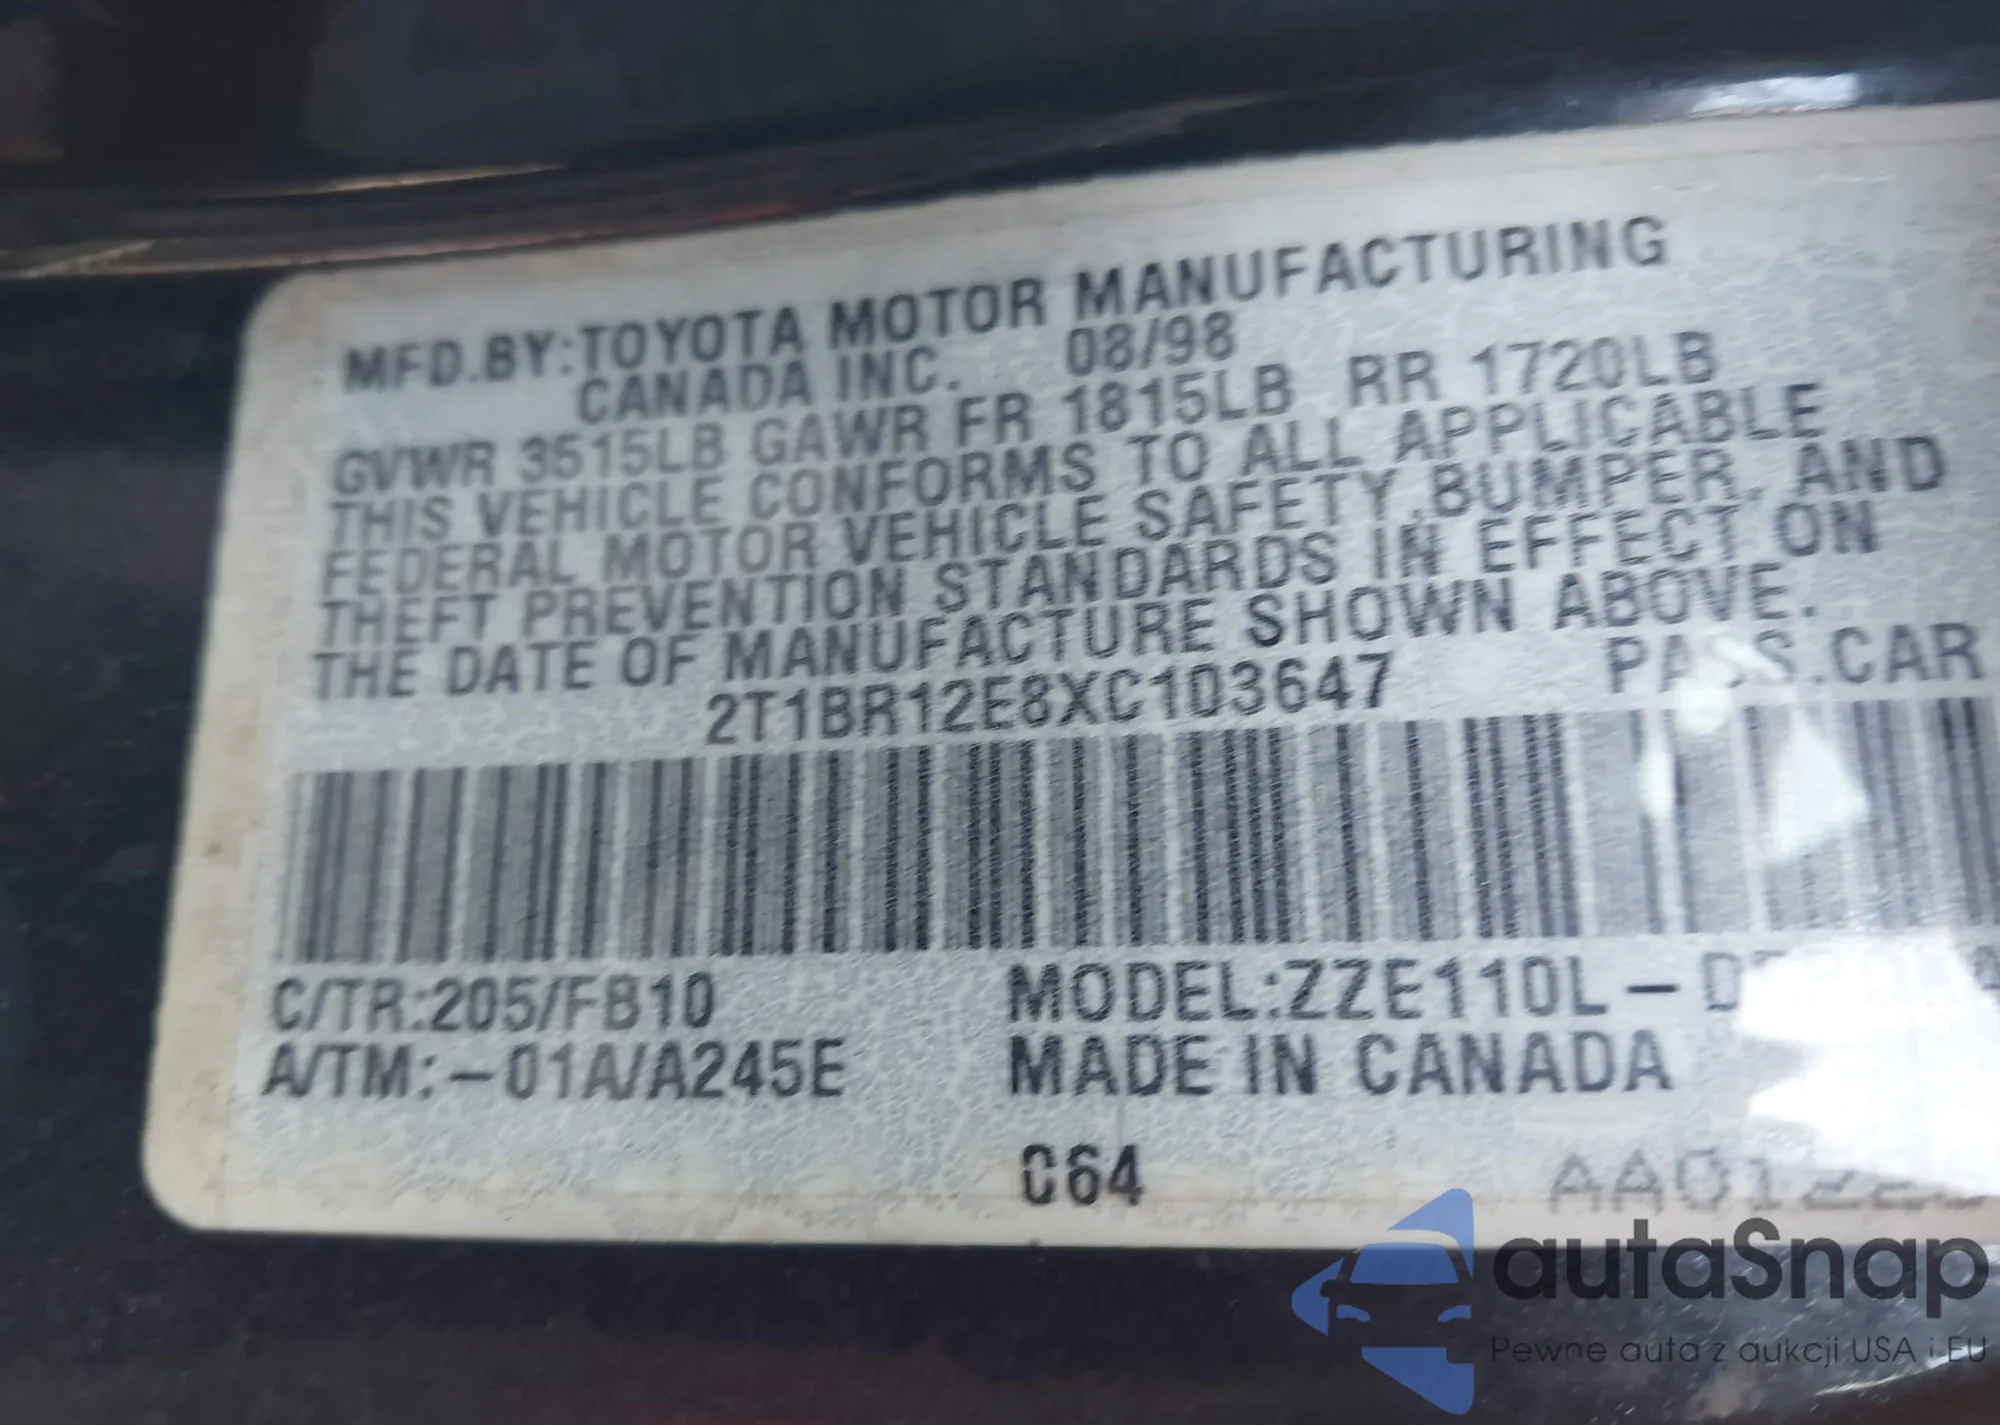 MFD.BY:TOYOTA MOTOR MANUFACTURING
CANADA INC. 08/98
GVWR 3515LB GAWR FR 1815LB RR 1720LB
THIS VEHICLE CONFORMS TO ALL APPLICABLE
FEDERAL MOTOR VEHICLE SAFETY,BUMPER, AND
THEFT PREVENTION STANDARDS IN EFFECT ON
THE DATE OF MANUFACTURE SHOWN ABOVE.
2T1BR12E8XC103647 PASS.CAR
C/TR:205/FB10 MODEL:ZZE110L-
A/TM:-01A/A245E MADE IN CANADA
C64
autaSnap
Pewne auta z aukcji USA i EU